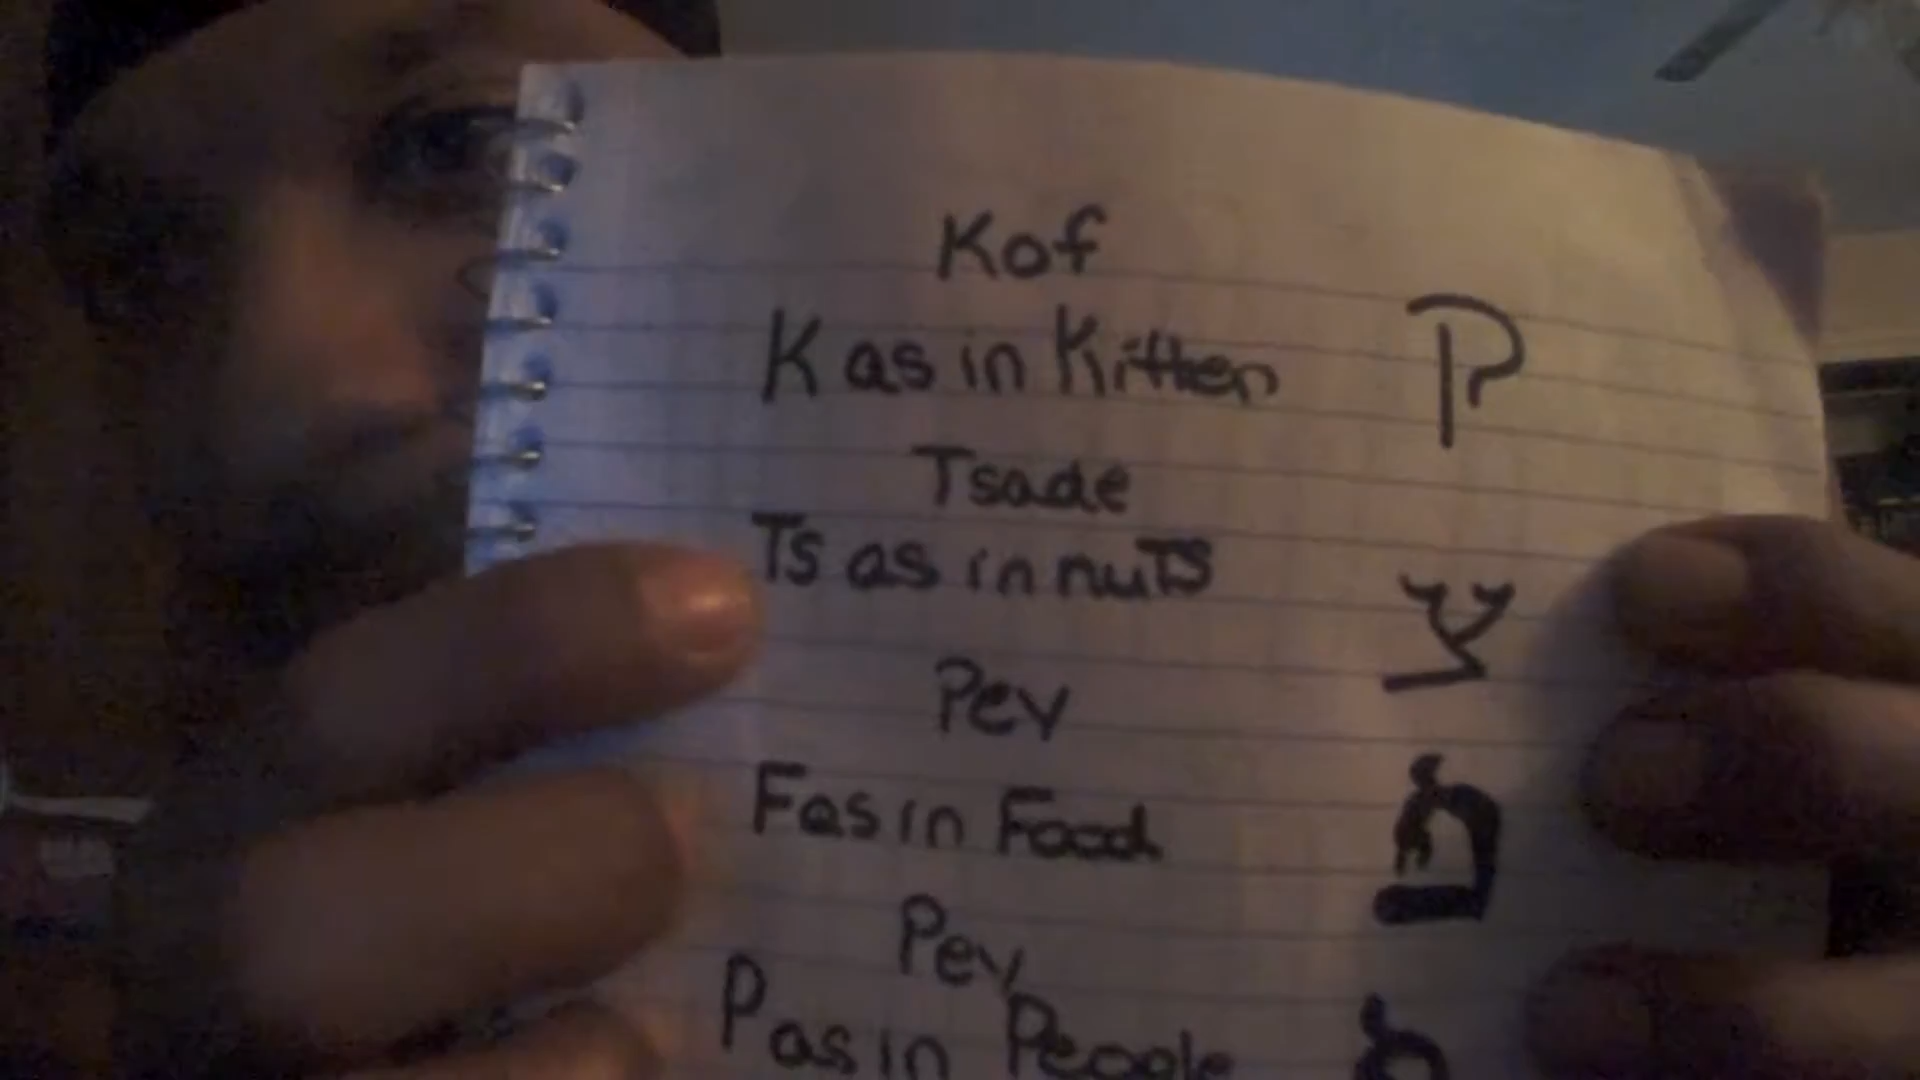 Kof
K as in Kitten ק
Tsade
Ts as in nuTS צ
Pey
F as in Food פ
Pey
P as in People פ